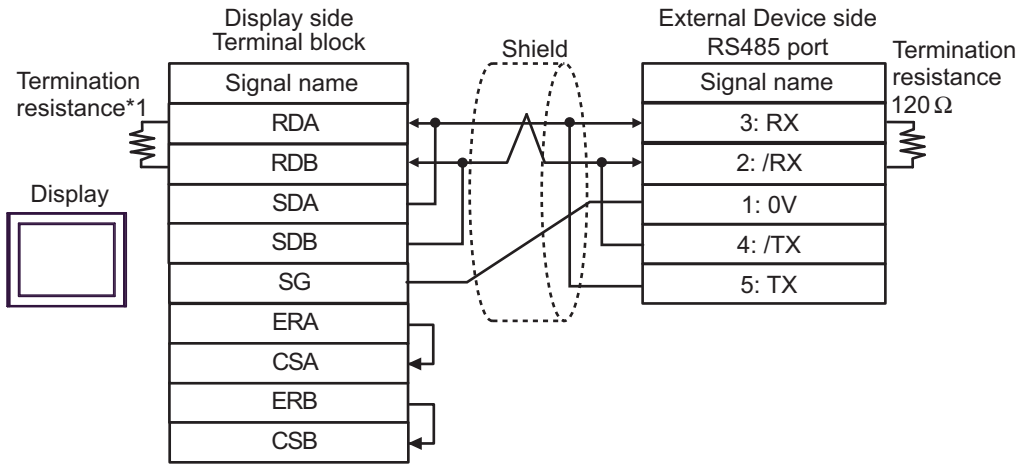 Display side
Terminal block
External Device side
RS485 port
Shield
Termination
resistance*1
Termination
resistance
120 Ω
Display
Signal name
RDA
RDB
SDA
SDB
SG
ERA
CSA
ERB
CSB
Signal name
3: RX
2: /RX
1: 0V
4: /TX
5: TX